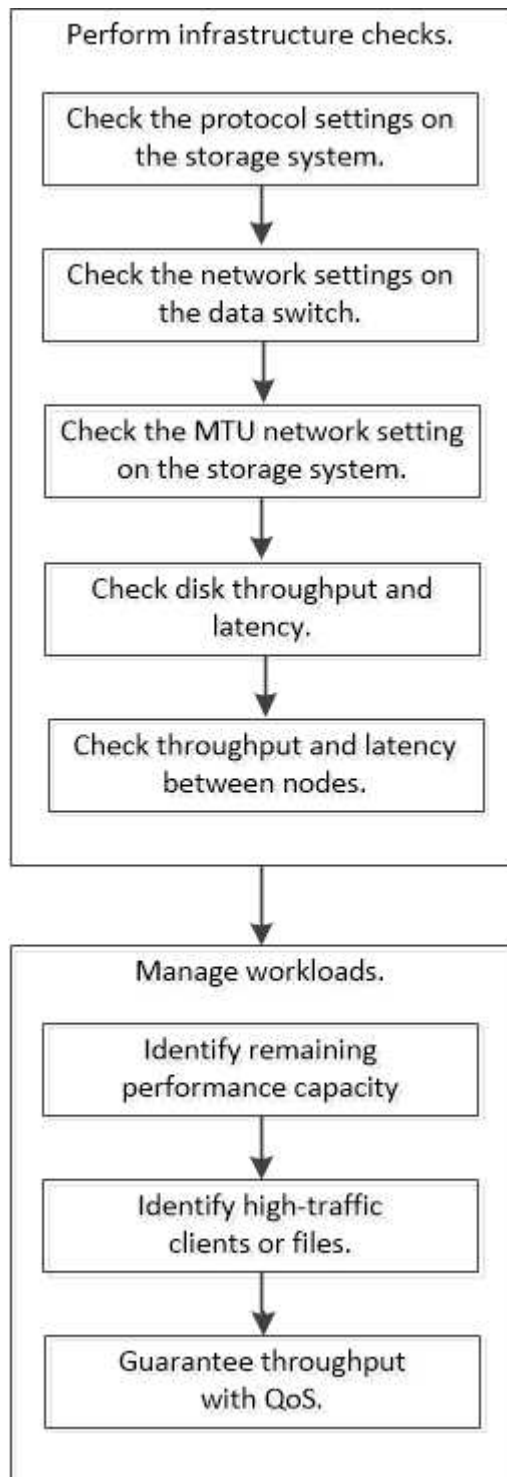 Perform infrastructure checks.
Check the protocol settings on
the storage system.
Check the network settings on
the data switch.
Check the MTU network setting
on the storage system.
Check disk throughput and
latency.
Check throughput and latency
between nodes.
Manage workloads.
Identify remaining
performance capacity
Identify high-traffic
clients or files.
Guarantee throughput
with QoS.